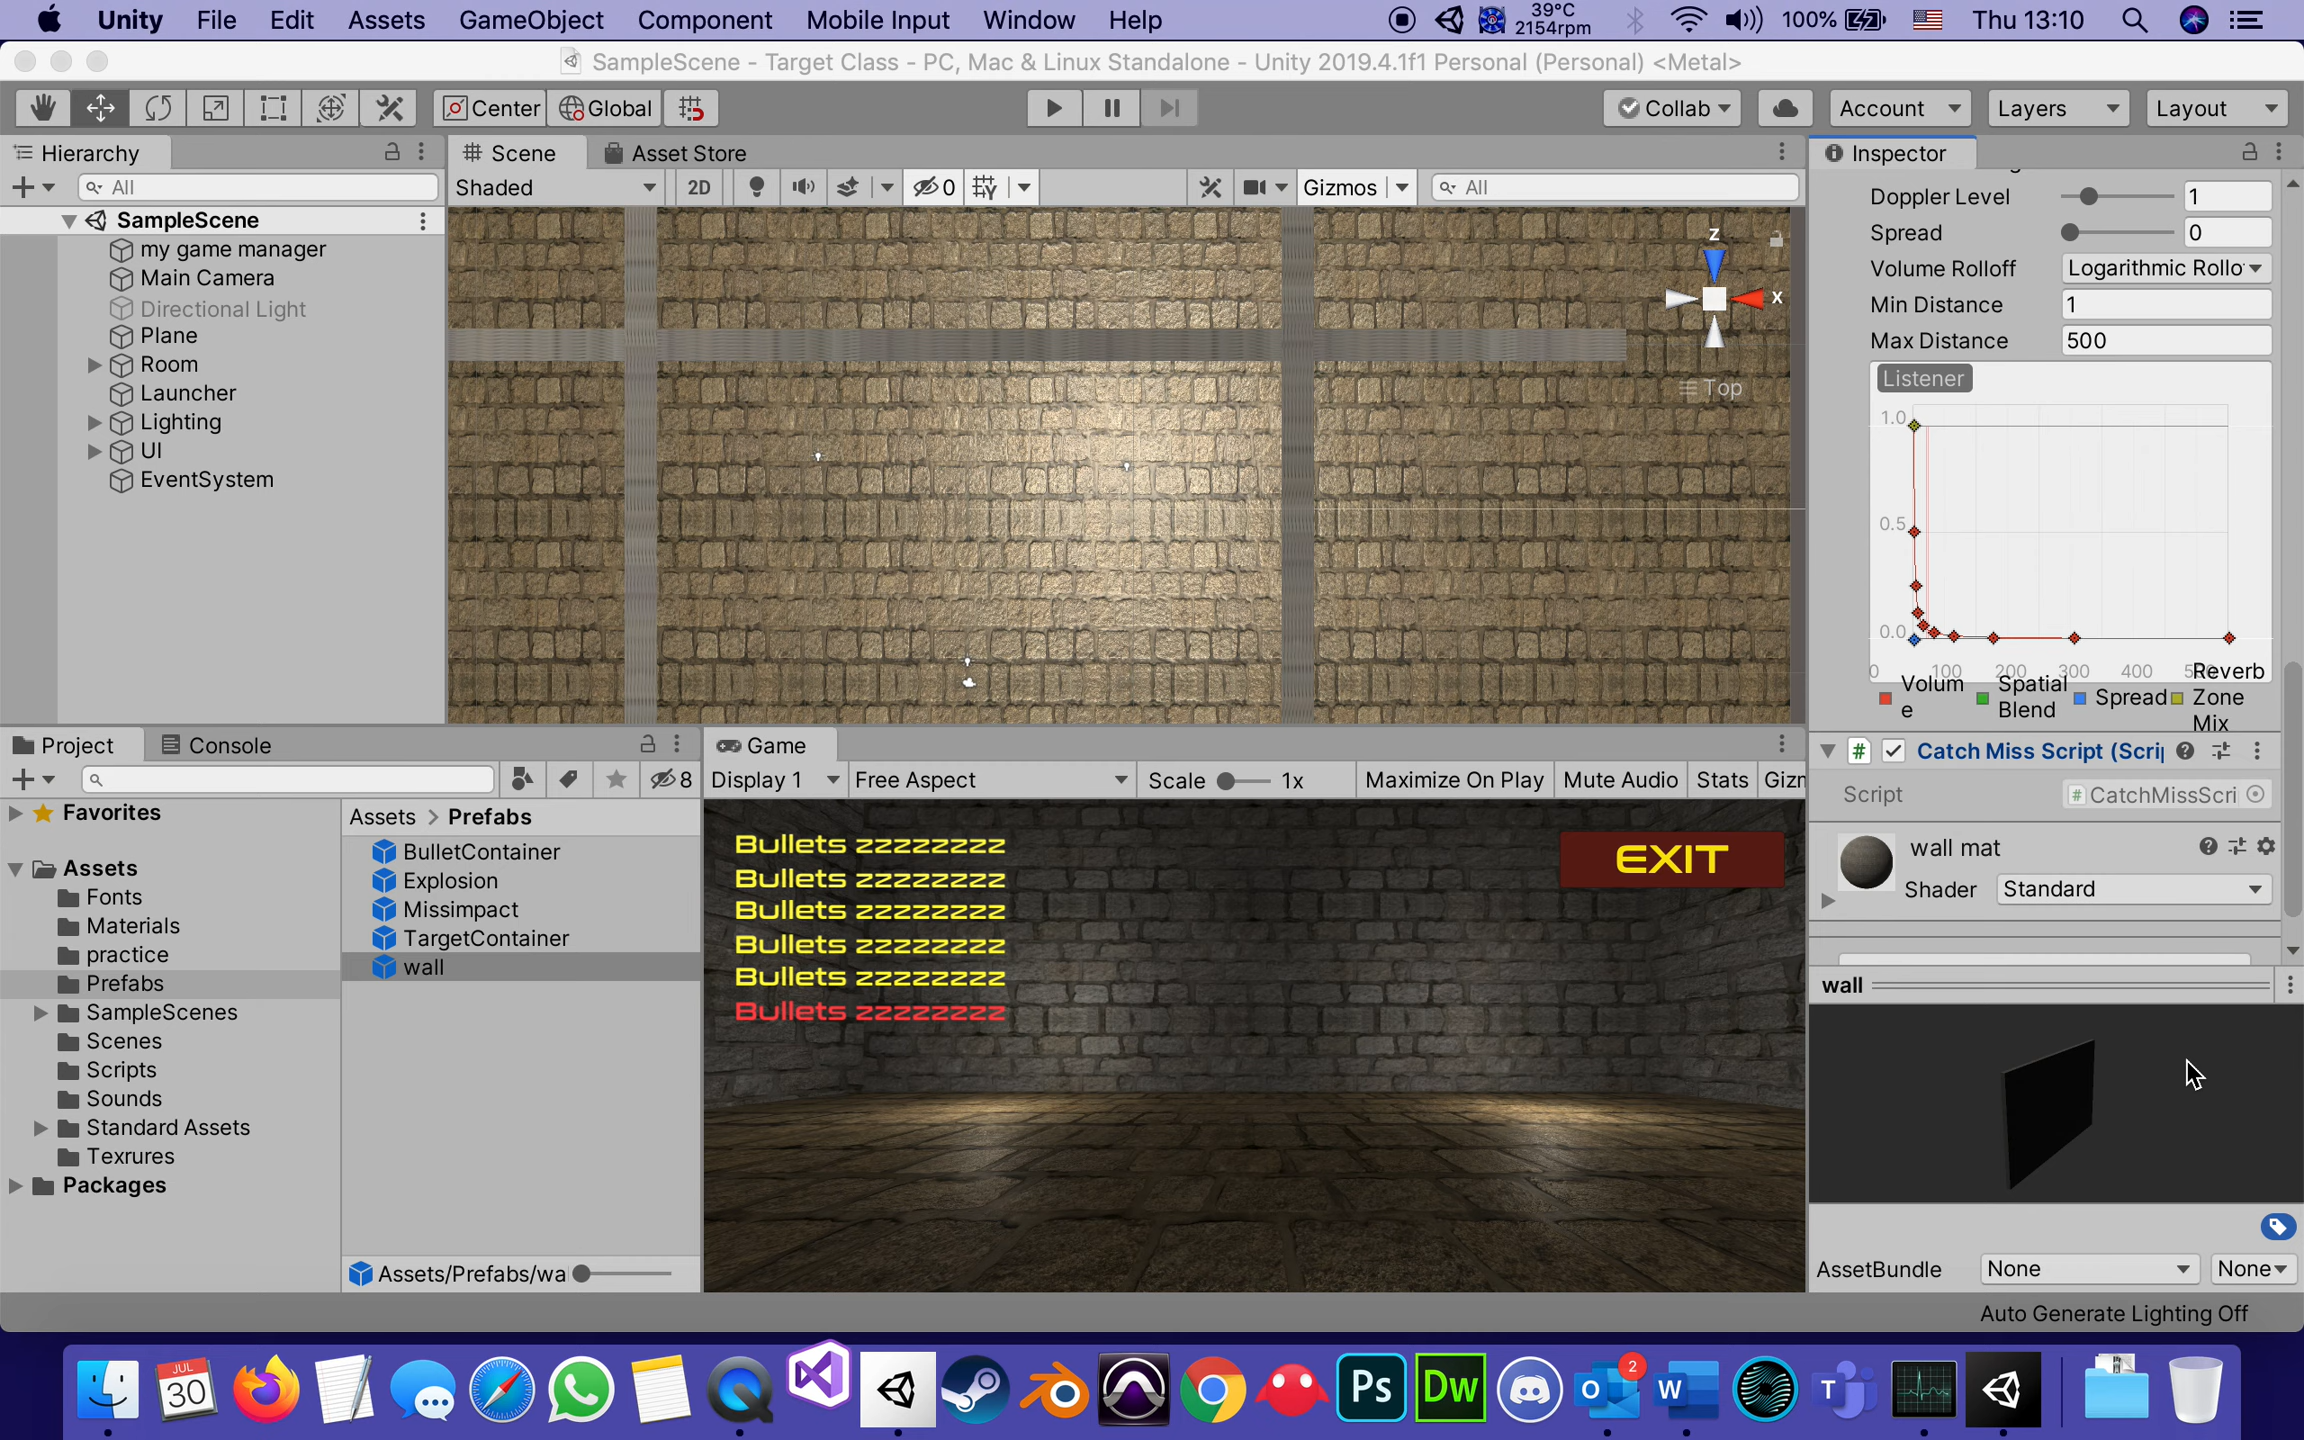 Unity File Edit Assets GameObject Component Mobile Input Window Help 39°C 2154rpm 100% Thu 13:10
SampleScene - Target Class - PC, Mac & Linux Standalone - Unity 2019.4.1f1 Personal (Personal) <Metal>
Center Global Collab Account Layers Layout
Hierarchy
All
SampleScene
my game manager
Main Camera
Directional Light
Plane
Room
Launcher
Lighting
UI
EventSystem
Scene Asset Store
Shaded 2D 0 Gizmos All
Z
X
Top
Inspector
Doppler Level 1
Spread 0
Volume Rolloff Logarithmic Rollo
Min Distance 1
Max Distance 500
Listener
1.0
0.5
0.0
0 100 200 300 400
Volum
e
Spatial
Blend
Spread
Reverb
Zone
Mix
# Catch Miss Script (Scri
Script # CatchMissScri
wall mat
Shader Standard
wall
AssetBundle None None
Auto Generate Lighting Off
Project Console
8
Favorites
Assets
Fonts
Materials
practice
Prefabs
SampleScenes
Scenes
Scripts
Sounds
Standard Assets
Texrures
Packages
Assets > Prefabs
BulletContainer
Explosion
Missimpact
TargetContainer
wall
Assets/Prefabs/wa
Game
Display 1 Free Aspect Scale 1x Maximize On Play Mute Audio Stats Gizn
Bullets zzzzzzzz
Bullets zzzzzzzz
Bullets zzzzzzzz
Bullets zzzzzzzz
Bullets zzzzzzzz
Bullets zzzzzzzz
EXIT
JUL
30
Ps Dw O 2 W T